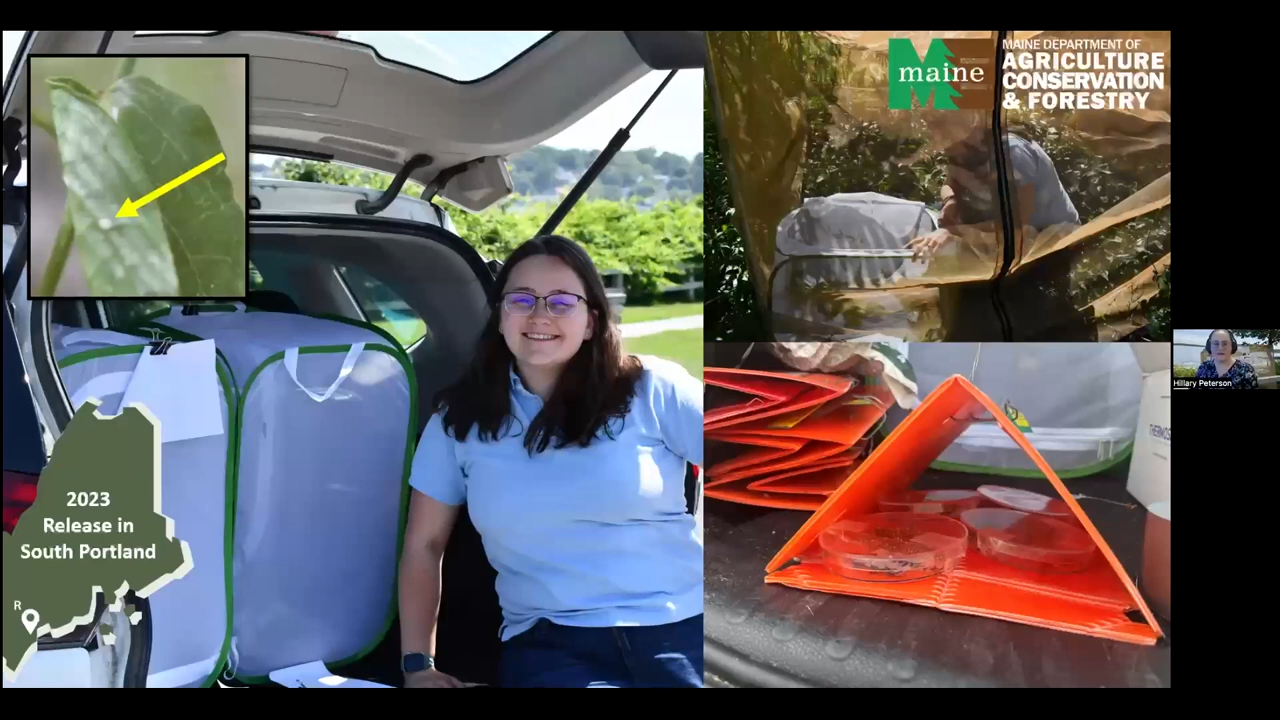 maine
MAINE DEPARTMENT OF
AGRICULTURE
CONSERVATION
& FORESTRY
2023
Release in
South Portland
R
Hillary Peterson